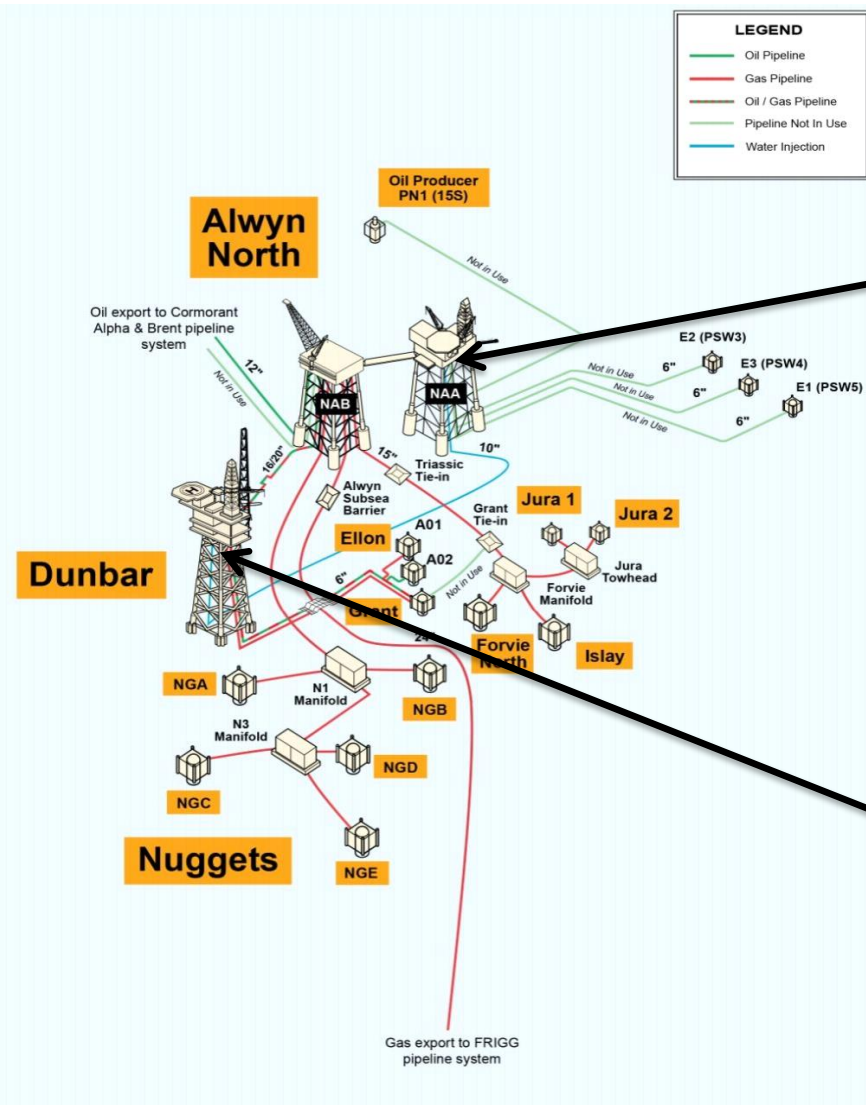 LEGEND
Oil Pipeline
Gas Pipeline
Oil / Gas Pipeline
Pipeline Not In Use
Water Injection
Oil Producer
PN1 (15S)
Alwyn
North
Not in Use
Oil export to Cormorant
Alpha & Brent pipeline
system
12"
Not in Use
E2 (PSW3)
6"
Not in Use
E3 (PSW4)
6"
Not in Use
E1 (PSW5)
6"
Not in Use
NAB
NAA
16/20"
15"
10"
Triassic
Tie-in
Alwyn
Subsea
Barrier
Grant
Tie-in
Jura 1
Jura 2
Ellon
A01
A02
Dunbar
6"
Grant
Not in Use
Forvie
Manifold
Jura
Towhead
24"
Forvie
North
Islay
NGA
N1
Manifold
NGB
N3
Manifold
NGC
NGD
Nuggets
NGE
Gas export to FRIGG
pipeline system